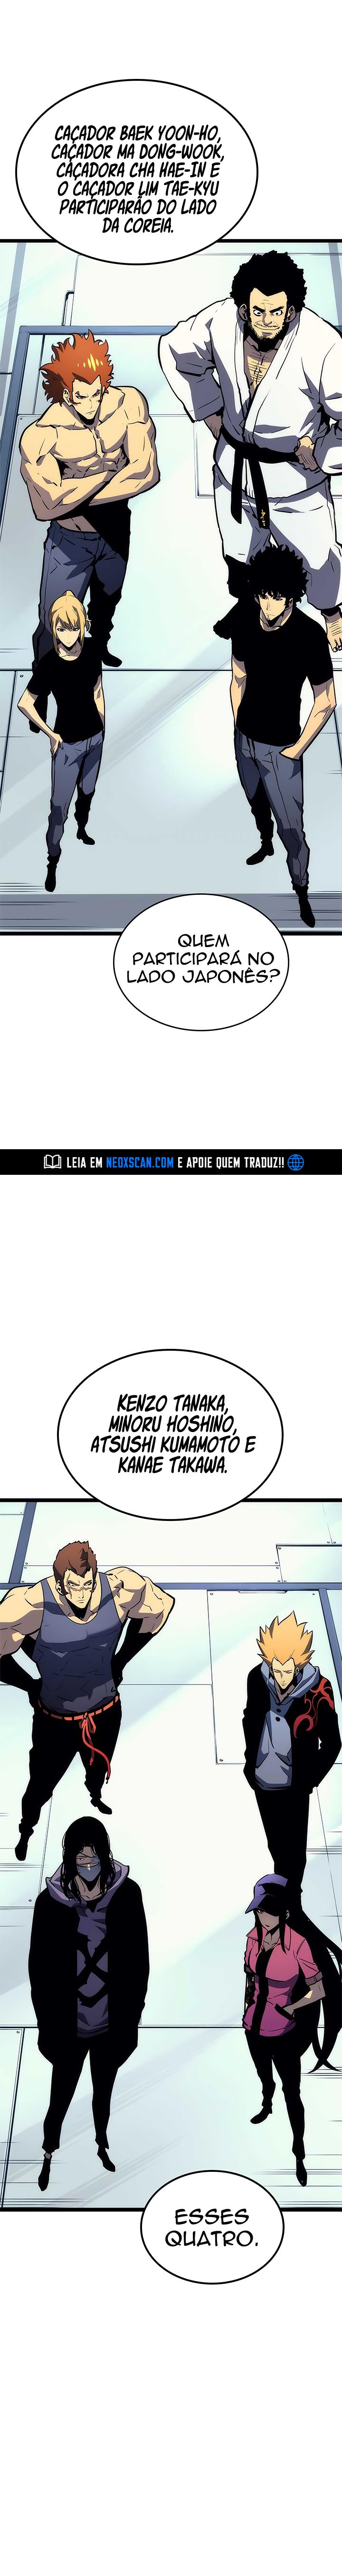 CAÇADOR BAEK YOON-HO,
CAÇADOR MA DONG-WOOK,
CAÇADORA CHA HAE-IN E
O CAÇADOR LIM TAE-KYU
PARTICIPARÃO DO LADO
DA COREIA.
QUEM
PARTICIPARÁ NO
LADO JAPONÊS?
LEIA EM NEOXSCAN.COM E APOIE QUEM TRADUZ!!
KENZO TANAKA,
MINORU HOSHINO,
ATSUSHI KUMAMOTO E
KANAE TAKAWA.
ESSES
QUATRO.